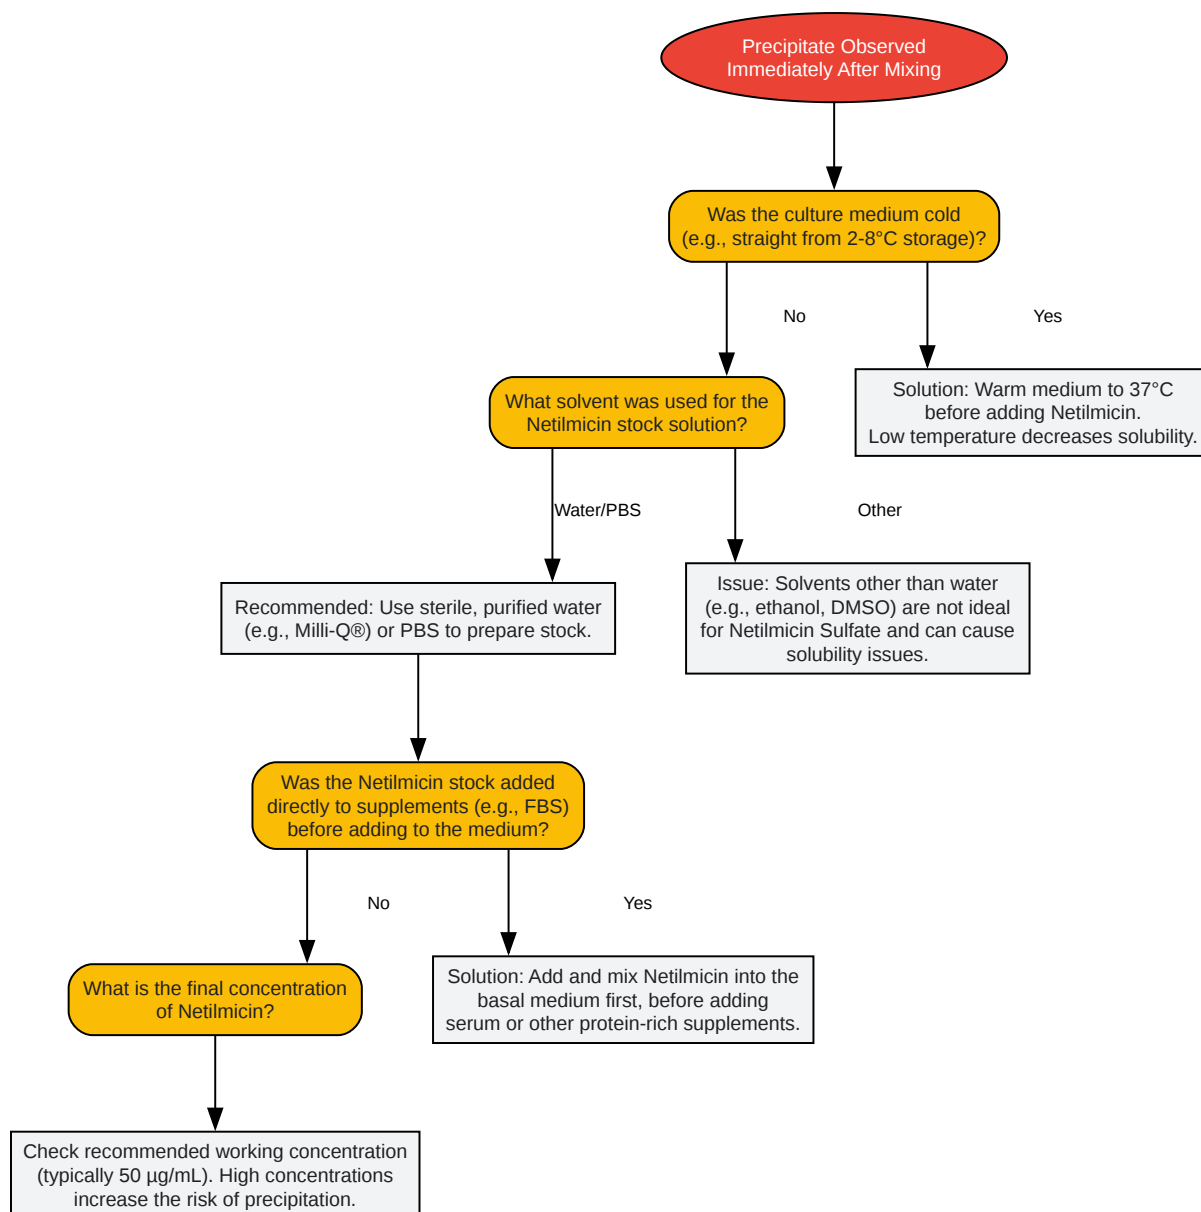 Precipitate Observed
Immediately After Mixing
Was the culture medium cold
(e.g., straight from 2-8°C storage)?
No
Yes
Solution: Warm medium to 37°C
before adding Netilmicin.
Low temperature decreases solubility.
What solvent was used for the
Netilmicin stock solution?
Water/PBS
Other
Issue: Solvents other than water
(e.g., ethanol, DMSO) are not ideal
for Netilmicin Sulfate and can cause
solubility issues.
Recommended: Use sterile, purified water
(e.g., Milli-Q®) or PBS to prepare stock.
Was the Netilmicin stock added
directly to supplements (e.g., FBS)
before adding to the medium?
No
Yes
Solution: Add and mix Netilmicin into the
basal medium first, before adding
serum or other protein-rich supplements.
What is the final concentration
of Netilmicin?
Check recommended working concentration
(typically 50 µg/mL). High concentrations
increase the risk of precipitation.